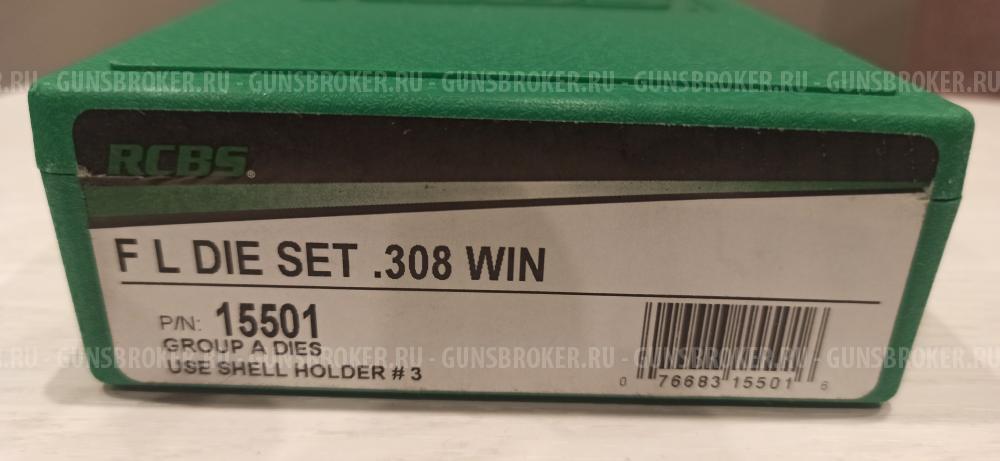 GUNSBROKER.RU - GUNSBROKER.RU - GUNSBROKER.RU - GUNSBROKER.RU - GUNSBROKER.RU
RCBS®
F L DIE SET .308 WIN
P/N: 15501
GROUP A DIES
USE SHELL HOLDER # 3
GUNSBROKER.RU - GUNSBROKER.RU - GUNSBROKER.RU - GUNSBROKER.RU - GUNSBROKER.RU
0 76683 15501 6